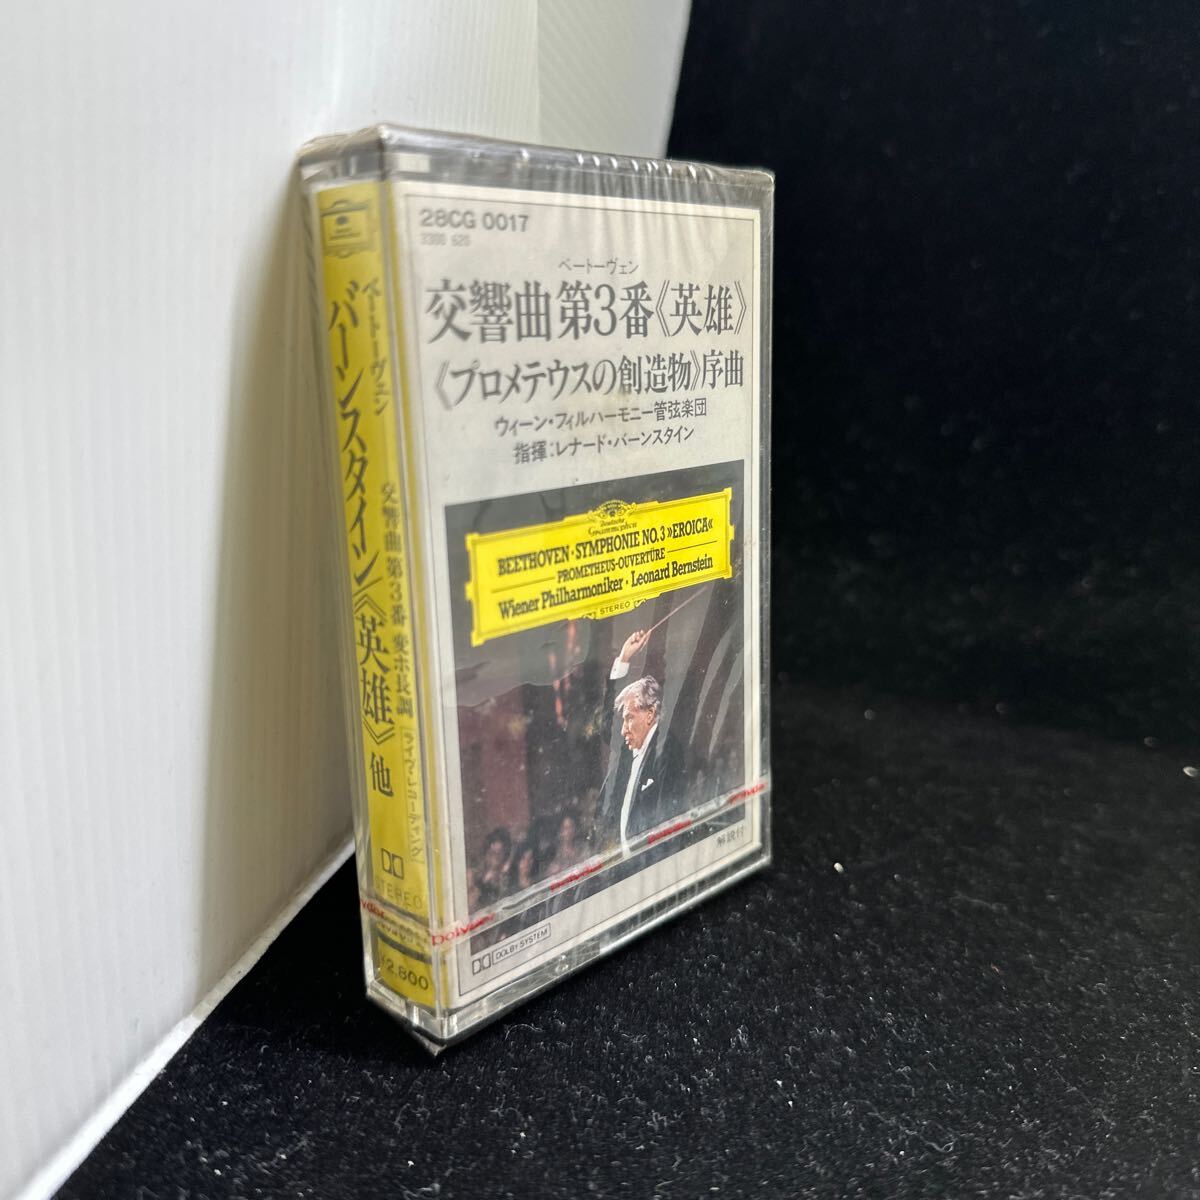 28CG 0017
3300 620
ベートーヴェン
交響曲第3番《英雄》
《プロメテウスの創造物》序曲
ウィーン・フィルハーモニー管弦楽団
指揮:レナード・バーンスタイン
Deutsche
Grammophon
BEETHOVEN・SYMPHONIE NO.3 »EROICA«
PROMETHEUS-OUVERTÜRE
Wiener Philharmoniker・Leonard Bernstein
STEREO
解説付
DOLBY SYSTEM
polydor
ベートーヴェン
交響曲第3番 変ホ長調
ライヴ・レコーディング
バーンスタイン/《英雄》他
STEREO
¥2,800